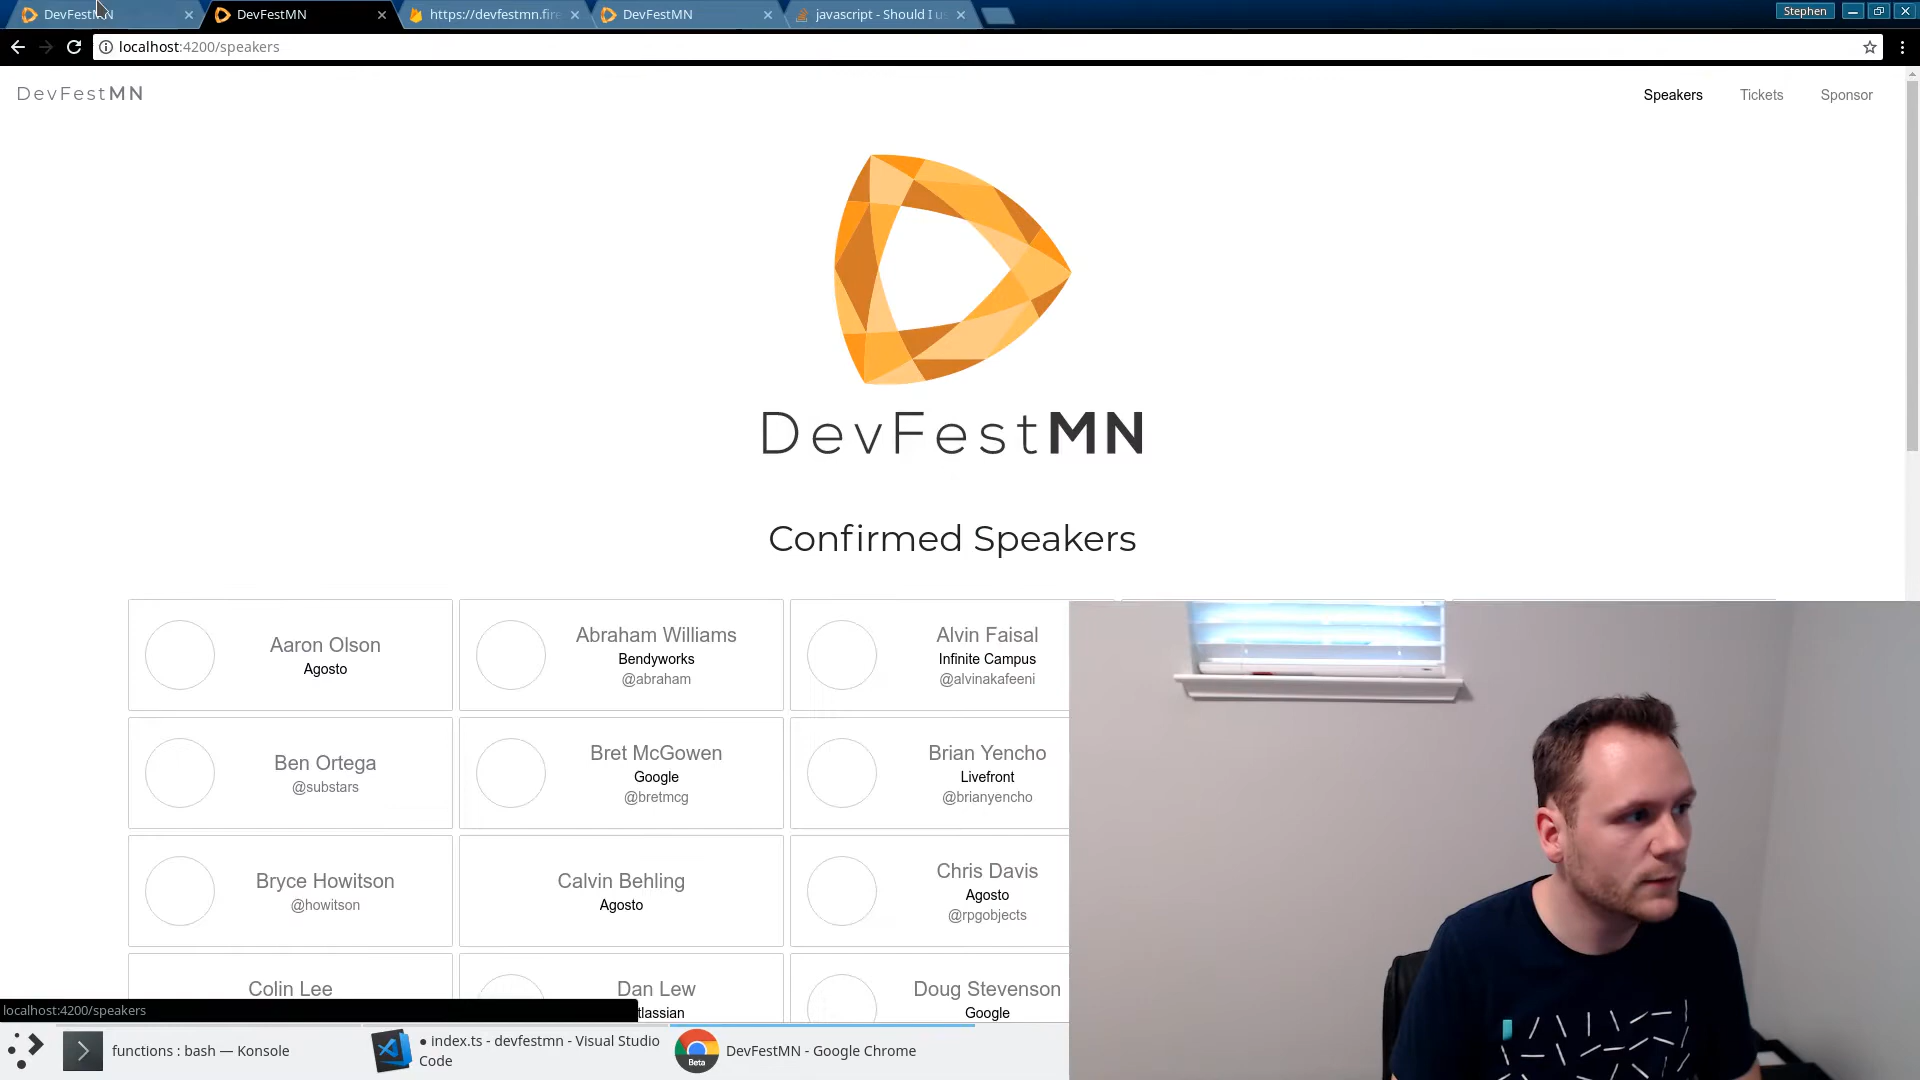 DevFestMN
DevFestMN
https://devfestmn.fire
DevFestMN
javascript - Should I u
Stephen
localhost:4200/speakers
DevFestMN
Speakers
Tickets
Sponsor
DevFestMN
Confirmed Speakers
Aaron Olson
Agosto
Abraham Williams
Bendyworks
@abraham
Alvin Faisal
Infinite Campus
@alvinakafeeni
Ben Ortega
@substars
Bret McGowen
Google
@bretmcg
Brian Yencho
Livefront
@brianyencho
Bryce Howitson
@howitson
Calvin Behling
Agosto
Chris Davis
Agosto
@rpgobjects
Colin Lee
Dan Lew
tlassian
Doug Stevenson
Google
localhost:4200/speakers
functions : bash — Konsole
● index.ts - devfestmn - Visual Studio
Code
Beta
DevFestMN - Google Chrome